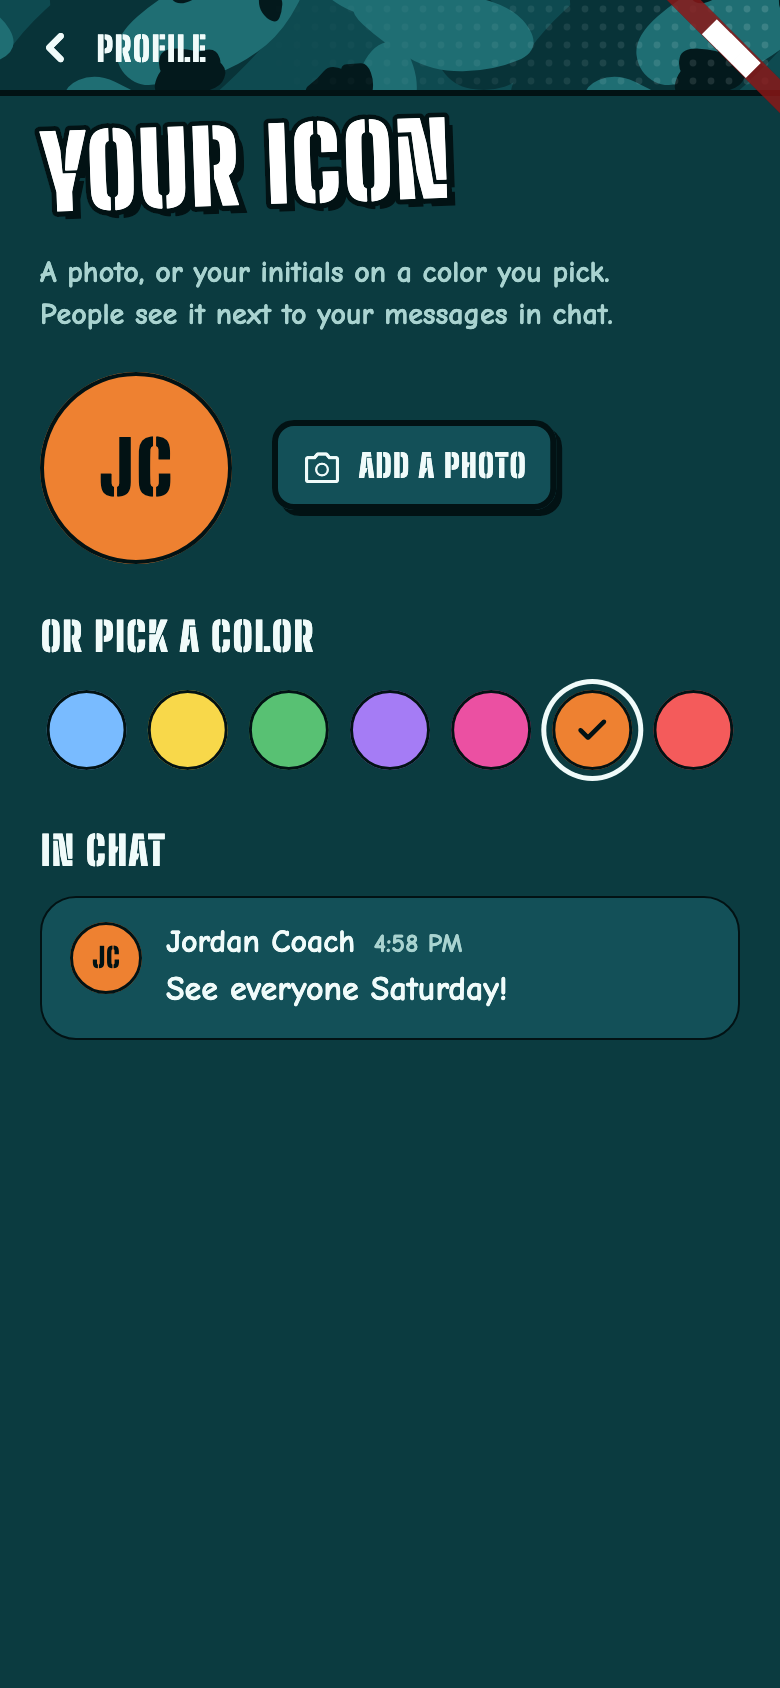 PROFILE
YOUR ICON
A photo, or your initials on a color you pick.
People see it next to your messages in chat.
JC
ADD A PHOTO
OR PICK A COLOR
IN CHAT
JC
Jordan Coach 4:58 PM
See everyone Saturday!